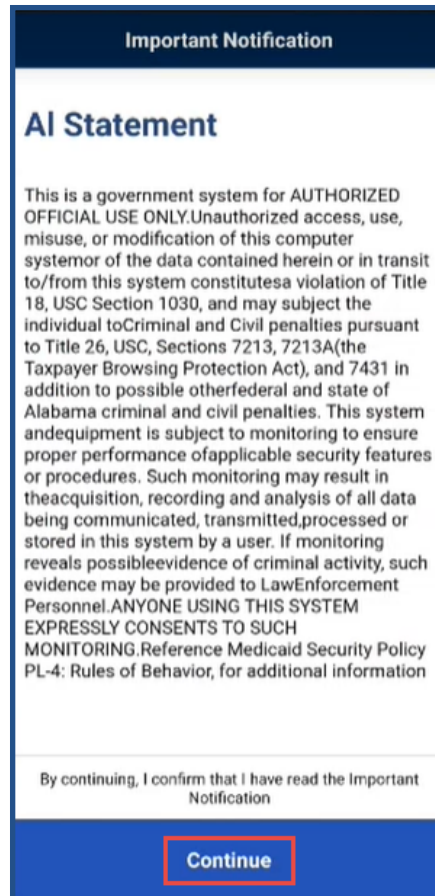 Important Notification
Al Statement
This is a government system for AUTHORIZED
OFFICIAL USE ONLY.Unauthorized access, use,
misuse, or modification of this computer
systemor of the data contained herein or in transit
to/from this system constitutesa violation of Title
18, USC Section 1030, and may subject the
individual toCriminal and Civil penalties pursuant
to Title 26, USC, Sections 7213, 7213A(the
Taxpayer Browsing Protection Act), and 7431 in
addition to possible otherfederal and state of
Alabama criminal and civil penalties. This system
andequipment is subject to monitoring to ensure
proper performance ofapplicable security features
or procedures. Such monitoring may result in
theacquisition, recording and analysis of all data
being communicated, transmitted,processed or
stored in this system by a user. If monitoring
reveals possibleevidence of criminal activity, such
evidence may be provided to LawEnforcement
Personnel.ANYONE USING THIS SYSTEM
EXPRESSLY CONSENTS TO SUCH
MONITORING.Reference Medicaid Security Policy
PL-4: Rules of Behavior, for additional information
By continuing, I confirm that I have read the Important
Notification
Continue